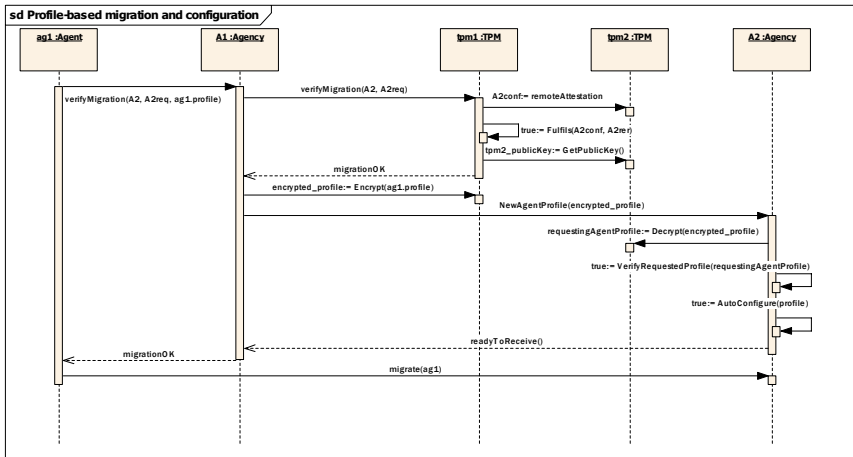 sd Profile-based migration and configuration
ag1 :Agent
A1 :Agency
tpm1 :TPM
tpm2 :TPM
A2 :Agency
verifyMigration(A2, A2req, ag1.profile)
verifyMigration(A2, A2req)
A2conf:= remoteAttestation
true:= Fulfils(A2conf, A2rer)
tpm2_publicKey:= GetPublicKey()
migrationOK
encrypted_profile:= Encrypt(ag1.profile)
NewAgentProfile(encrypted_profile)
requestingAgentProfile:= Decrypt(encrypted_profile)
true:= VerifyRequestedProfile(requestingAgentProfile)
true:= AutoConfigure(profile)
readyToReceive()
migrationOK
migrate(ag1)